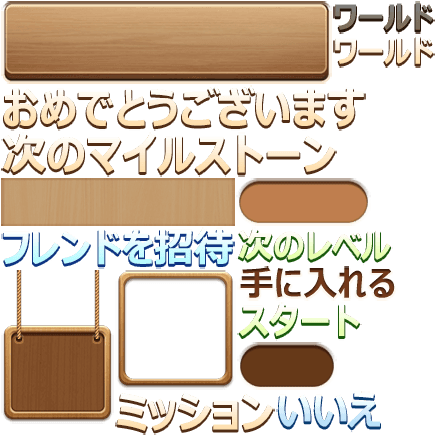 ワールド
ワールド
おめでとうございます
次のマイルストーン
フレンドを招待
次のレベル
手に入れる
スタート
ミッション
いいえ